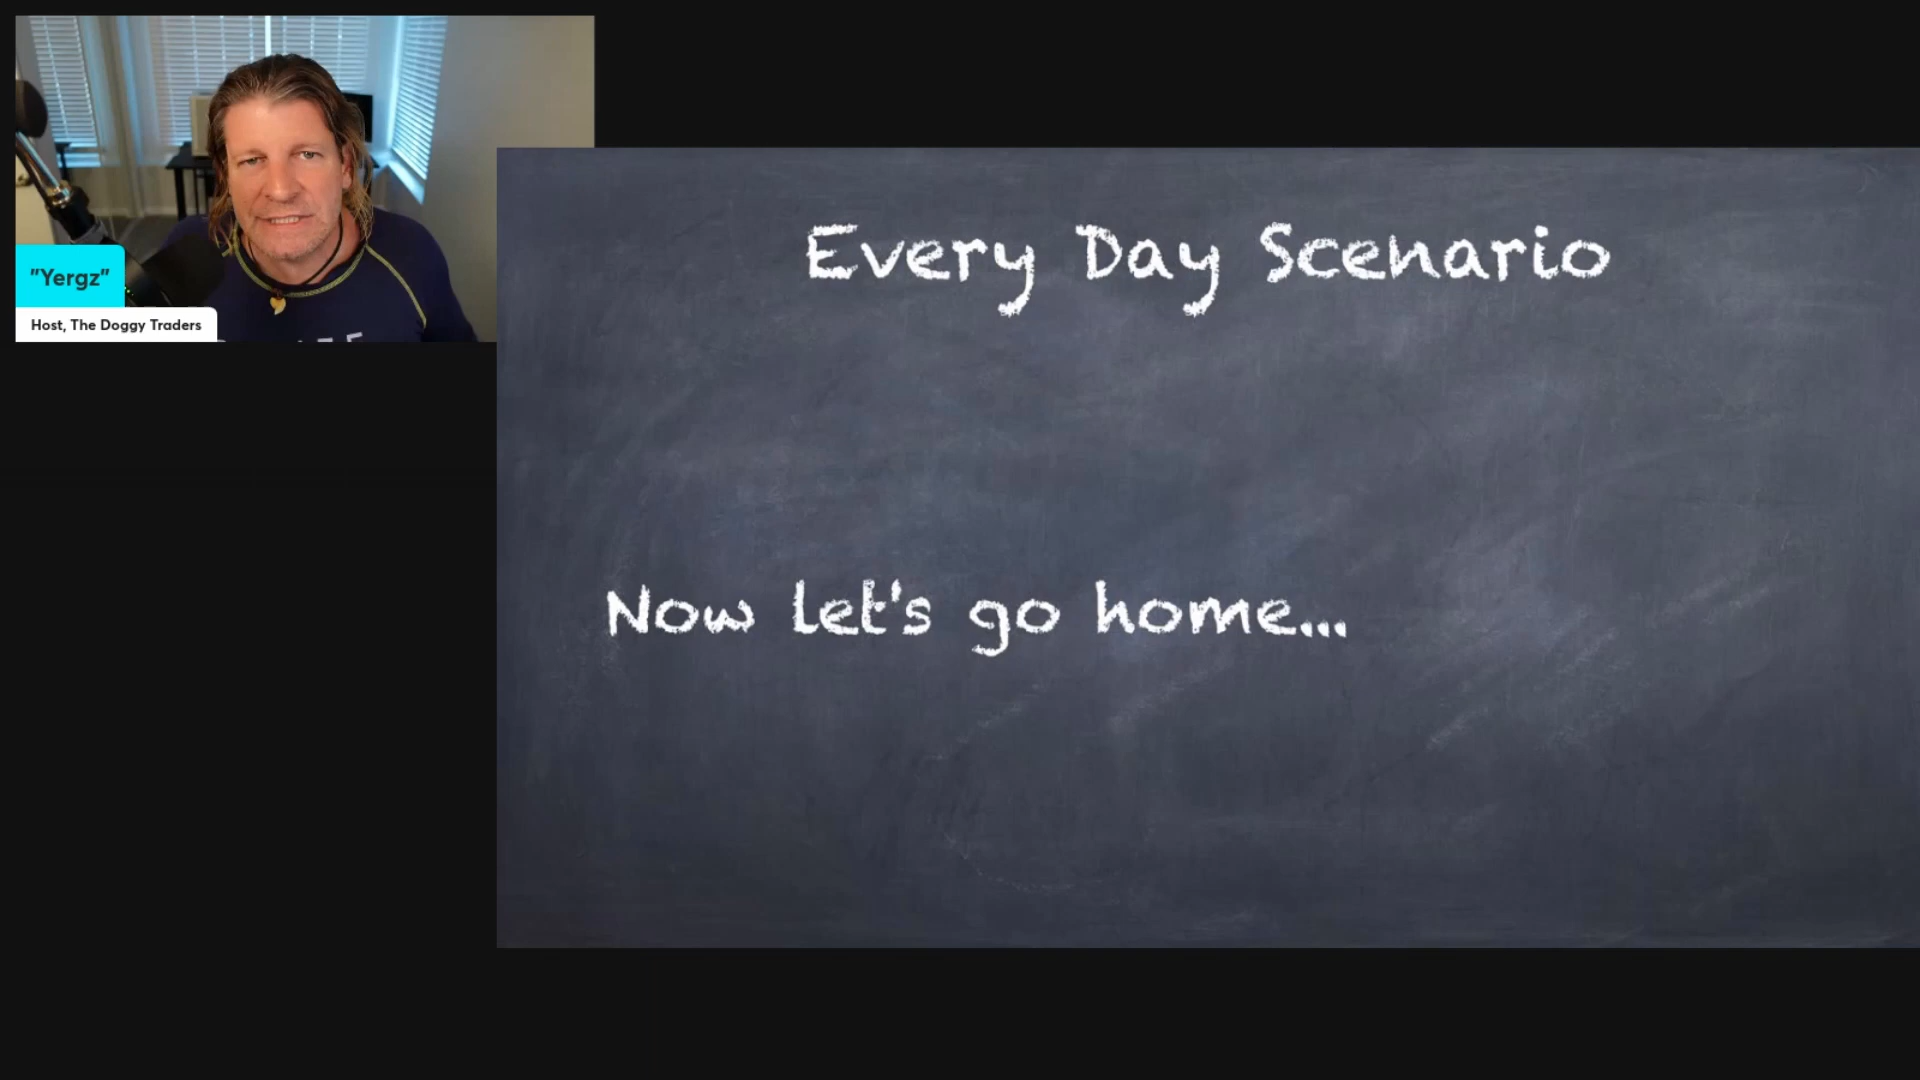 "Yergz"
Host, The Doggy Traders
Every Day Scenario
Now let's go home...